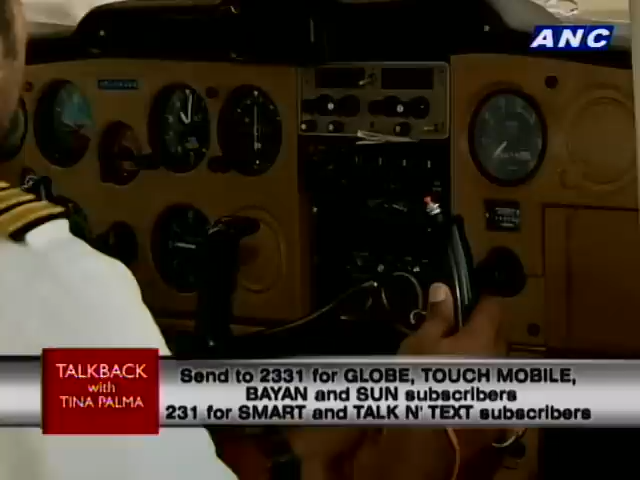 ANC
TALKBACK
with
TINA PALMA
Send to 2331 for GLOBE, TOUCH MOBILE,
BAYAN and SUN subscribers
231 for SMART and TALK N' TEXT subscribers